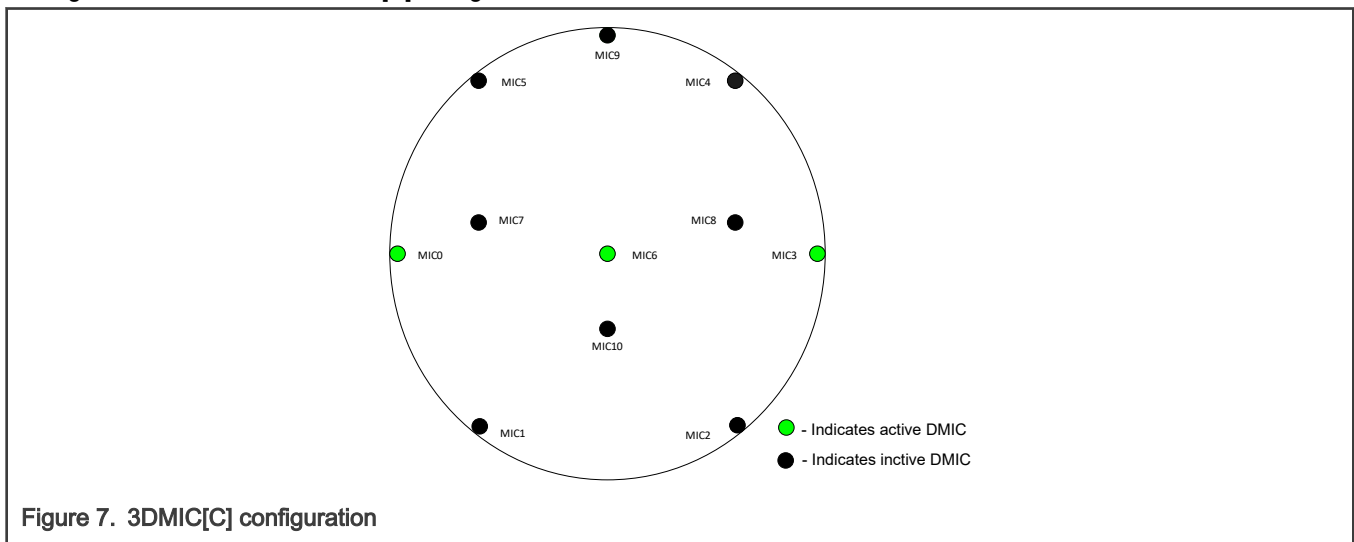 MIC9
MIC5
MIC4
MIC7
MIC8
MIC0
MIC6
MIC3
MIC10
MIC1
MIC2
- Indicates active DMIC
- Indicates inctive DMIC
Figure 7. 3DMIC[C] configuration